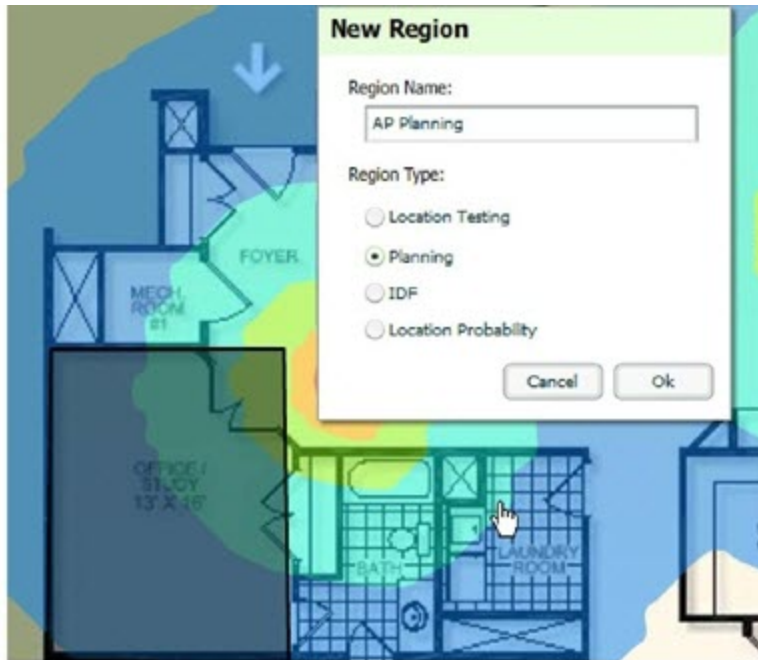 New Region
Region Name:
AP Planning
Region Type:
Location Testing
Planning
IDF
Location Probability
Cancel
Ok
FOYER
MECH.
ROOM
#1
OFFICE /
STUDY
13' X 16'
BATH
LAUNDRY
ROOM